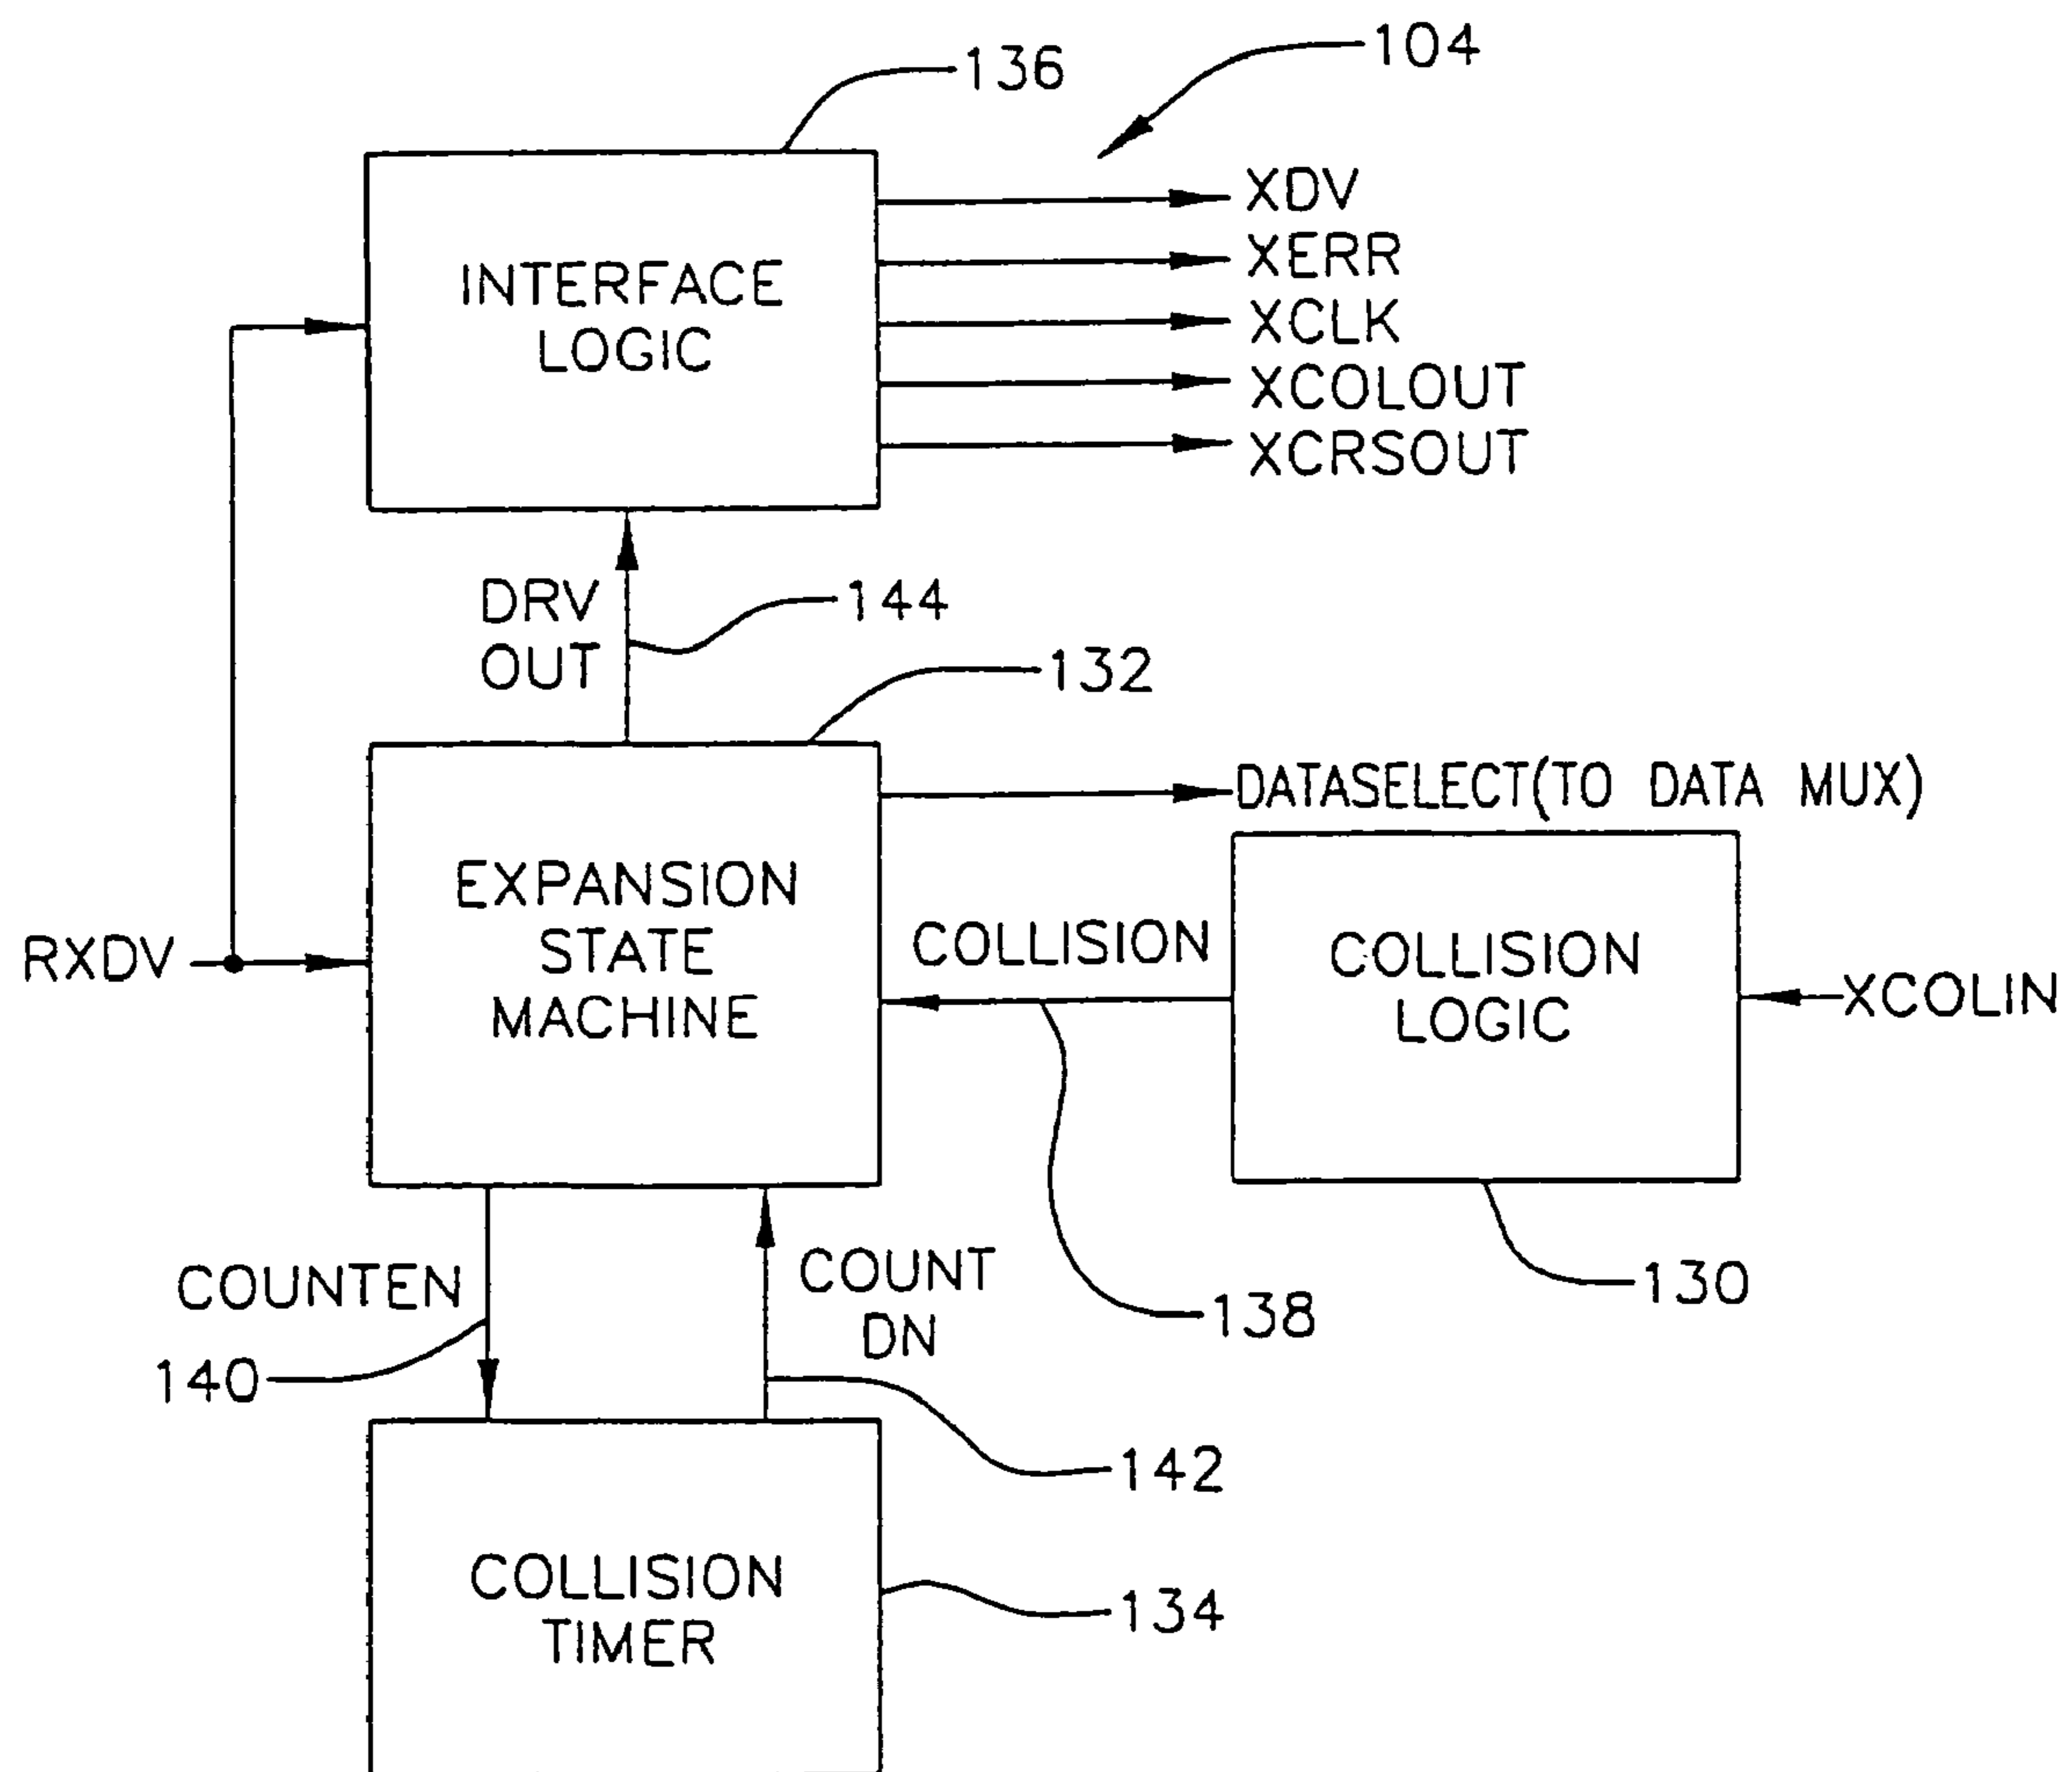 104
136
XDV
XERR
XCLK
XCOLOUT
XCRSOUT
INTERFACE
LOGIC
DRV
OUT
144
132
DATASELECT(TO DATA MUX)
EXPANSION
STATE
MACHINE
RXDV
COLLISION
COLLISION
LOGIC
XCOLIN
COUNTEN
COUNT
DN
130
138
140
142
COLLISION
TIMER
134